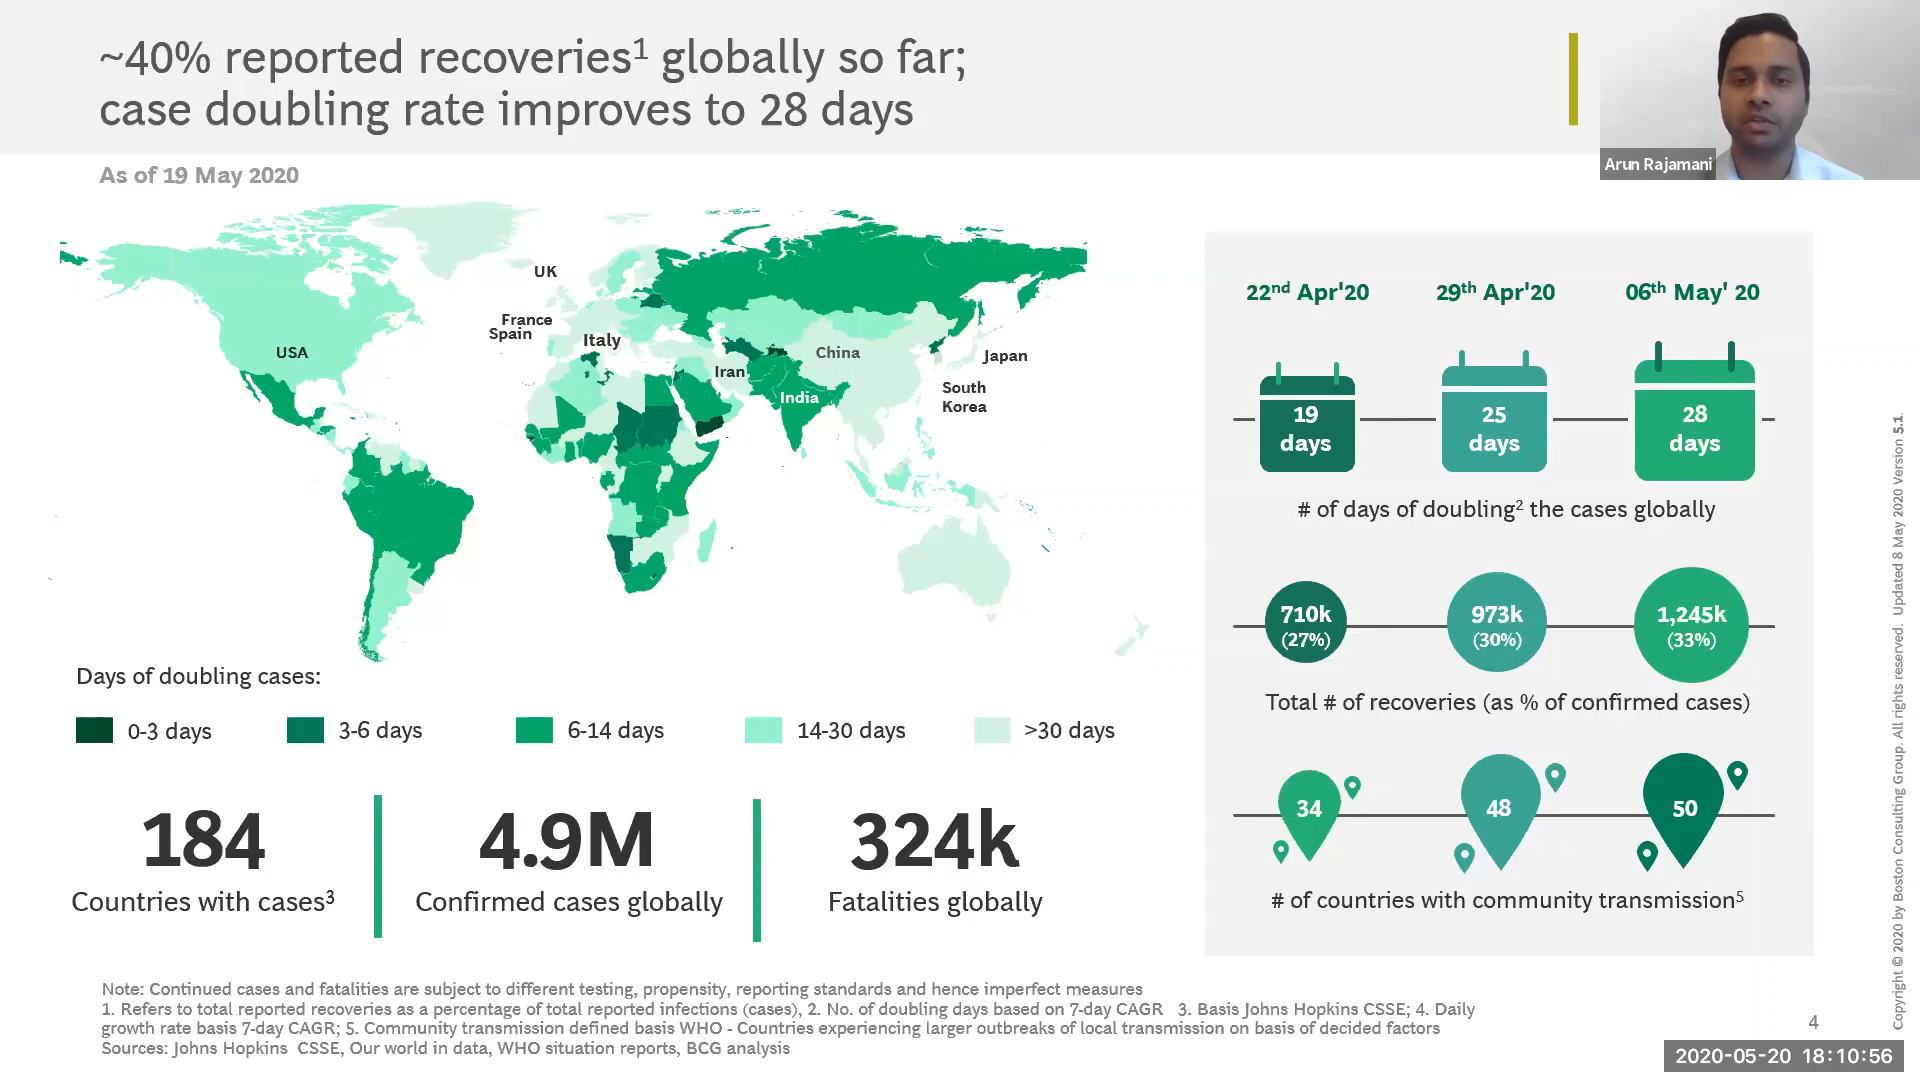 ~40% reported recoveries¹ globally so far;
case doubling rate improves to 28 days
Arun Rajamani
As of 19 May 2020
UK
France
Spain
Italy
USA
China
Iran
India
Japan
South
Korea
Days of doubling cases:
0-3 days
3-6 days
6-14 days
14-30 days
>30 days
184
Countries with cases³
4.9M
Confirmed cases globally
324k
Fatalities globally
22nd Apr'20
29th Apr'20
06th May' 20
19
days
25
days
28
days
# of days of doubling² the cases globally
710k
(27%)
973k
(30%)
1,245k
(33%)
Total # of recoveries (as % of confirmed cases)
34
48
50
# of countries with community transmission⁵
Note: Continued cases and fatalities are subject to different testing, propensity, reporting standards and hence imperfect measures
1. Refers to total reported recoveries as a percentage of total reported infections (cases), 2. No. of doubling days based on 7-day CAGR 3. Basis Johns Hopkins CSSE; 4. Daily
growth rate basis 7-day CAGR; 5. Community transmission defined basis WHO - Countries experiencing larger outbreaks of local transmission on basis of decided factors
Sources: Johns Hopkins CSSE, Our world in data, WHO situation reports, BCG analysis
4
Copyright © 2020 by Boston Consulting Group. All rights reserved. Updated 8 May 2020 Version 5.1.
2020-05-20 18:10:56